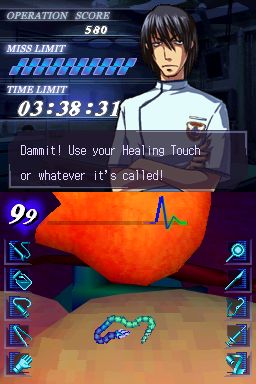 OPERATION SCORE
580
MISS LIMIT
TIME LIMIT
03:38:31
Dammit! Use your Healing Touch
or whatever it's called!
99